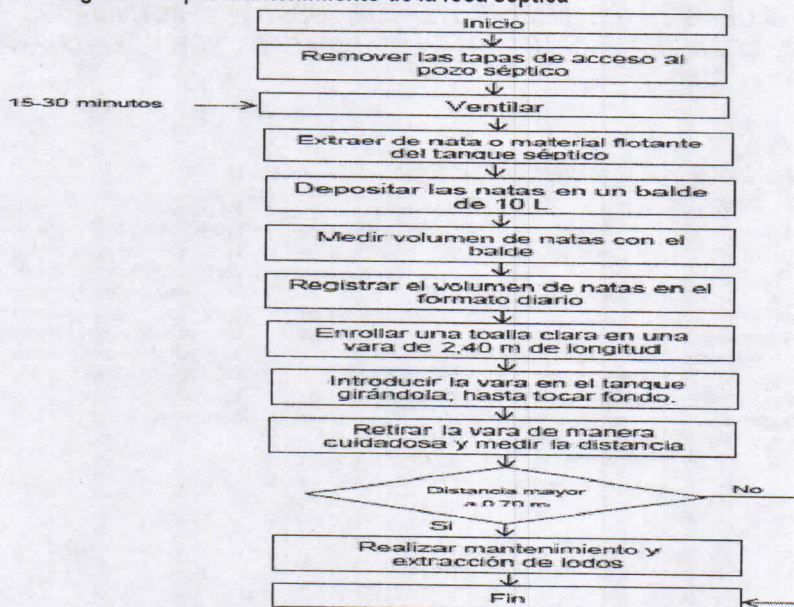 mantenimiento de la fosa séptica
Inicio
Remover las tapas de acceso al
pozo séptico
15-30 minutos
Ventilar
Extraer de nata o material flotante
del tanque séptico
Depositar las natas en un balde
de 10 L
Medir volumen de natas con el
balde
Registrar el volumen de natas en el
formato diario
Enrollar una toalla clara en una
vara de 2,40 m de longitud
Introducir la vara en el tanque
girándola, hasta tocar fondo.
Retirar la vara de manera
cuidadosa y medir la distancia
Distancia mayor
a 0.70 m
No
Si
Realizar mantenimiento y
extracción de lodos
Fin